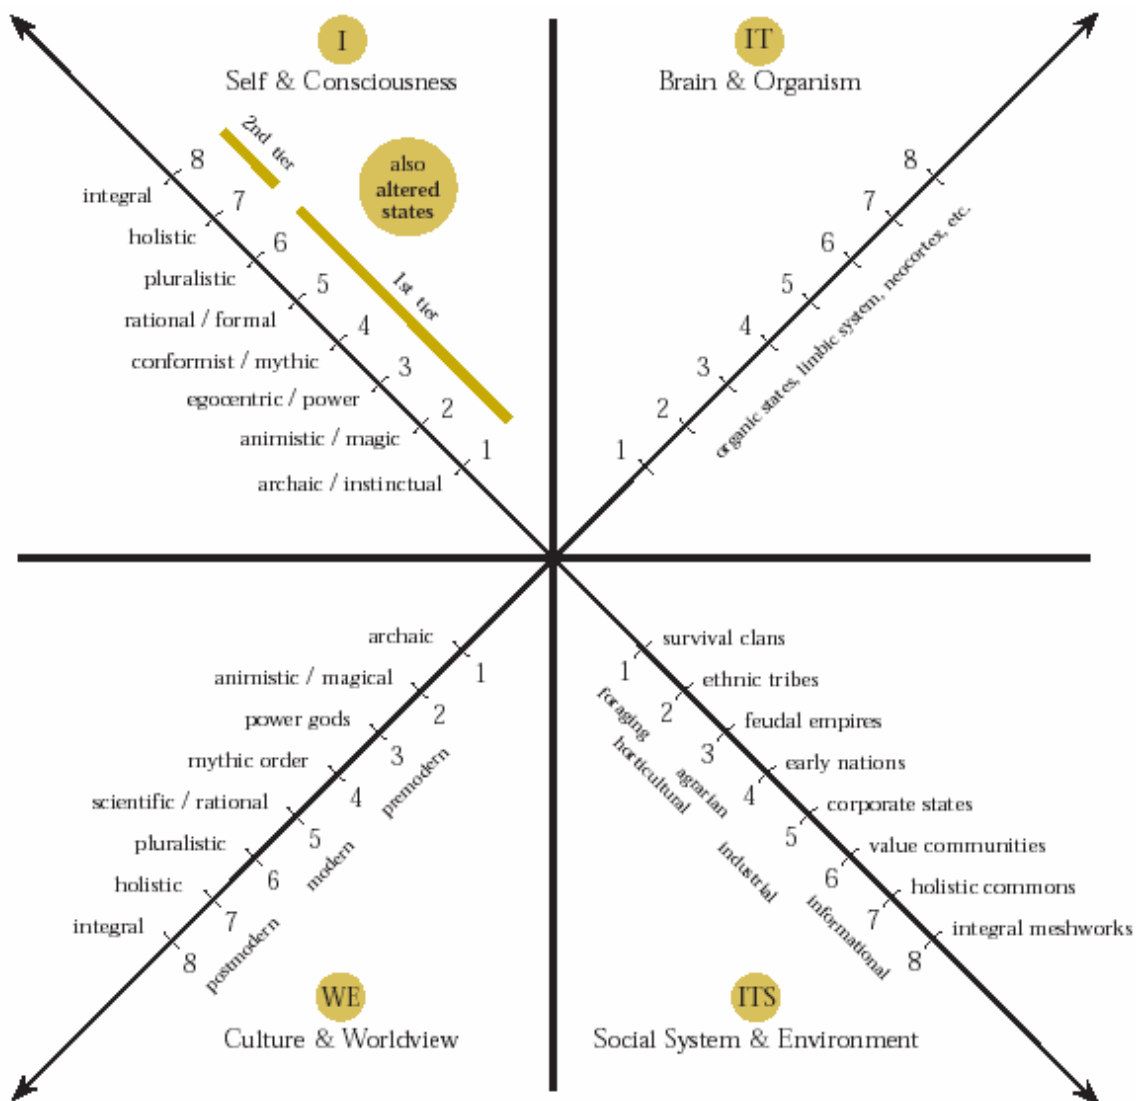 I
Self & Consciousness
2nd tier
also
altered
states
1st tier
8
integral
7
holistic
6
pluralistic
5
rational / formal
4
conformist / mythic
3
egocentric / power
2
animistic / magic
1
archaic / instinctual
IT
Brain & Organism
8
7
6
5
4
3
2
1
organic states, limbic system, neocortex, etc.
archaic
1
animistic / magical
2
power gods
3
mythic order
4
scientific / rational
5
pluralistic
6
holistic
7
integral
8
premodern
modern
postmodern
WE
Culture & Worldview
survival clans
1
ethnic tribes
2
feudal empires
3
early nations
4
corporate states
5
value communities
6
holistic commons
7
integral meshworks
8
foraging
horticultural
agrarian
industrial
informational
ITS
Social System & Environment